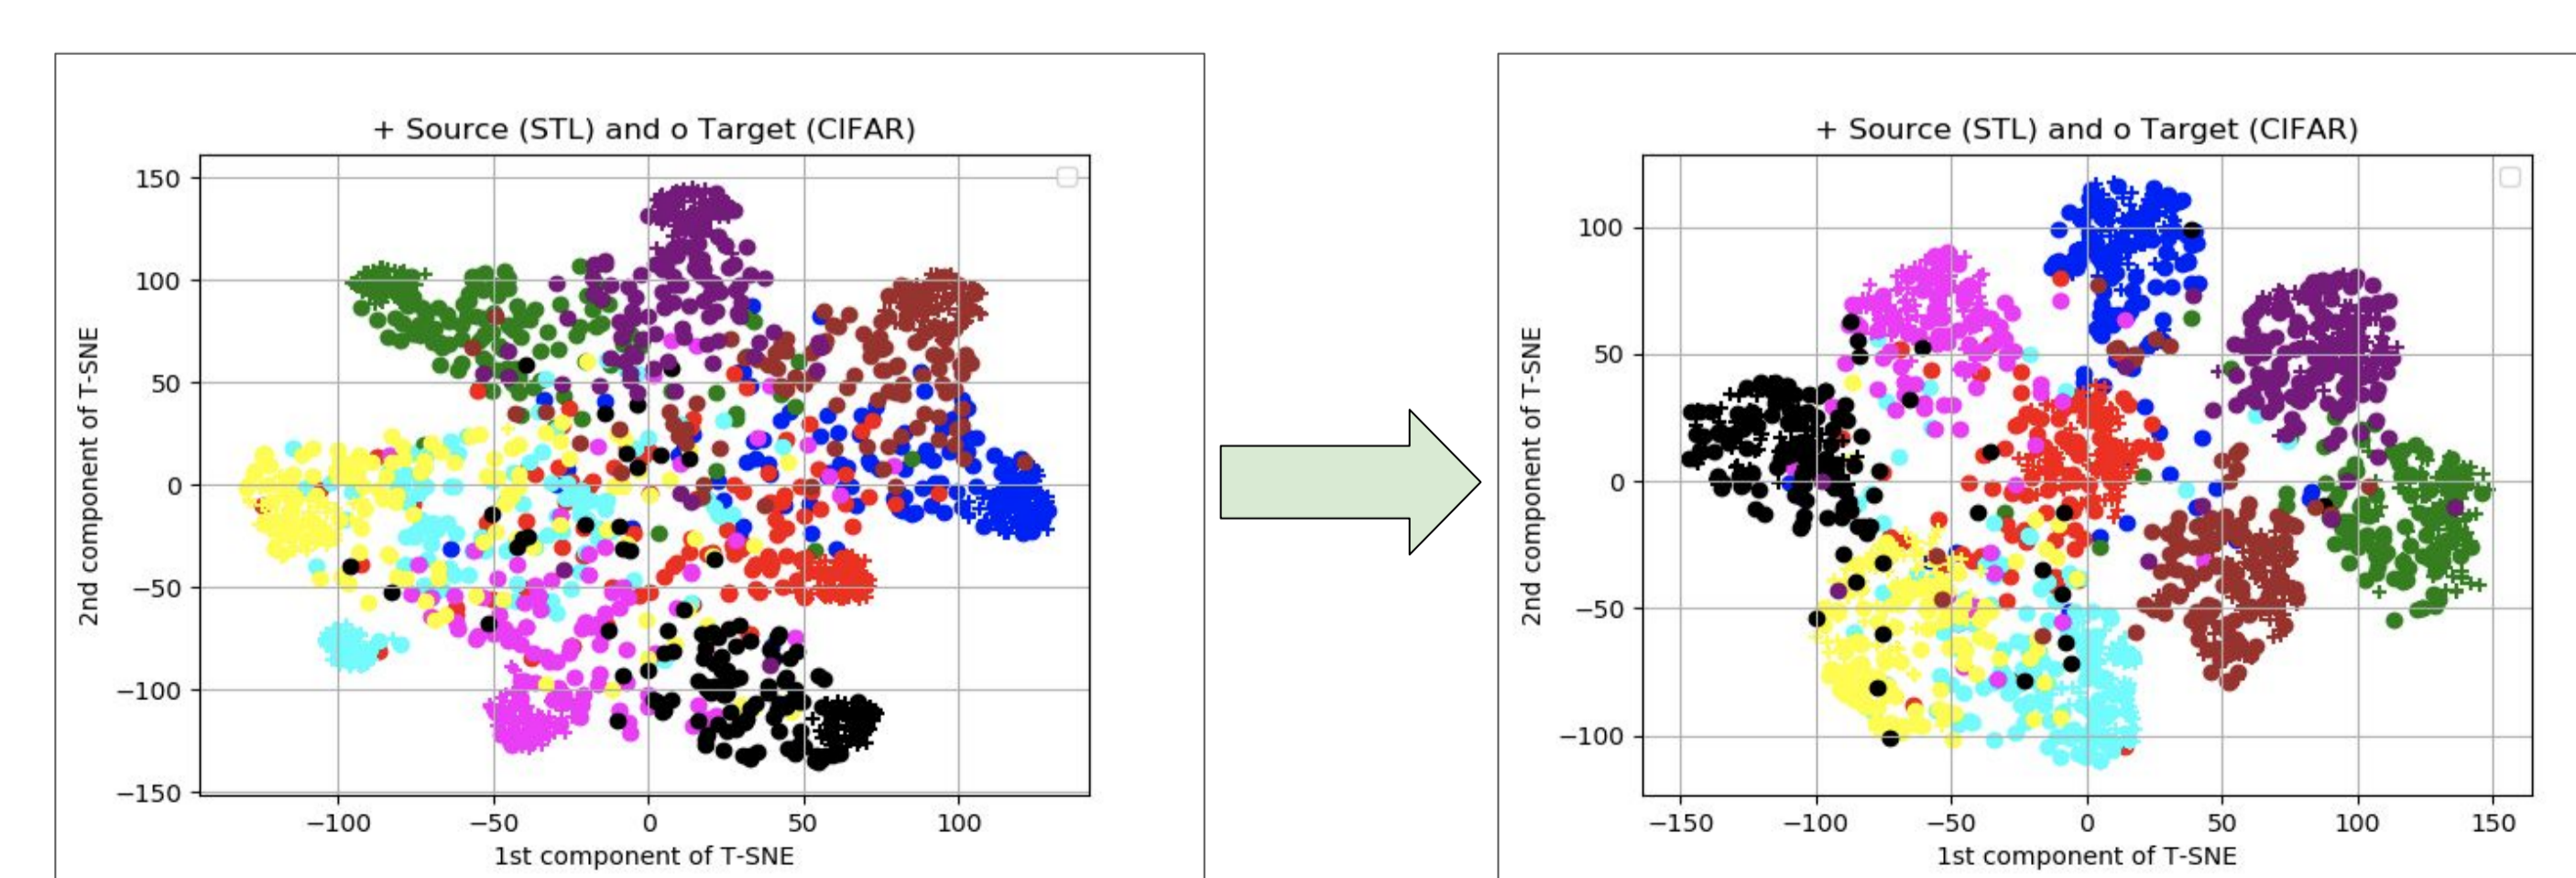 + Source (STL) and o Target (CIFAR)
150
100
50
0
−50
−100
−150
2nd component of T-SNE
−100 −50 0 50 100
1st component of T-SNE
+ Source (STL) and o Target (CIFAR)
100
50
0
−50
−100
2nd component of T-SNE
−150 −100 −50 0 50 100 150
1st component of T-SNE